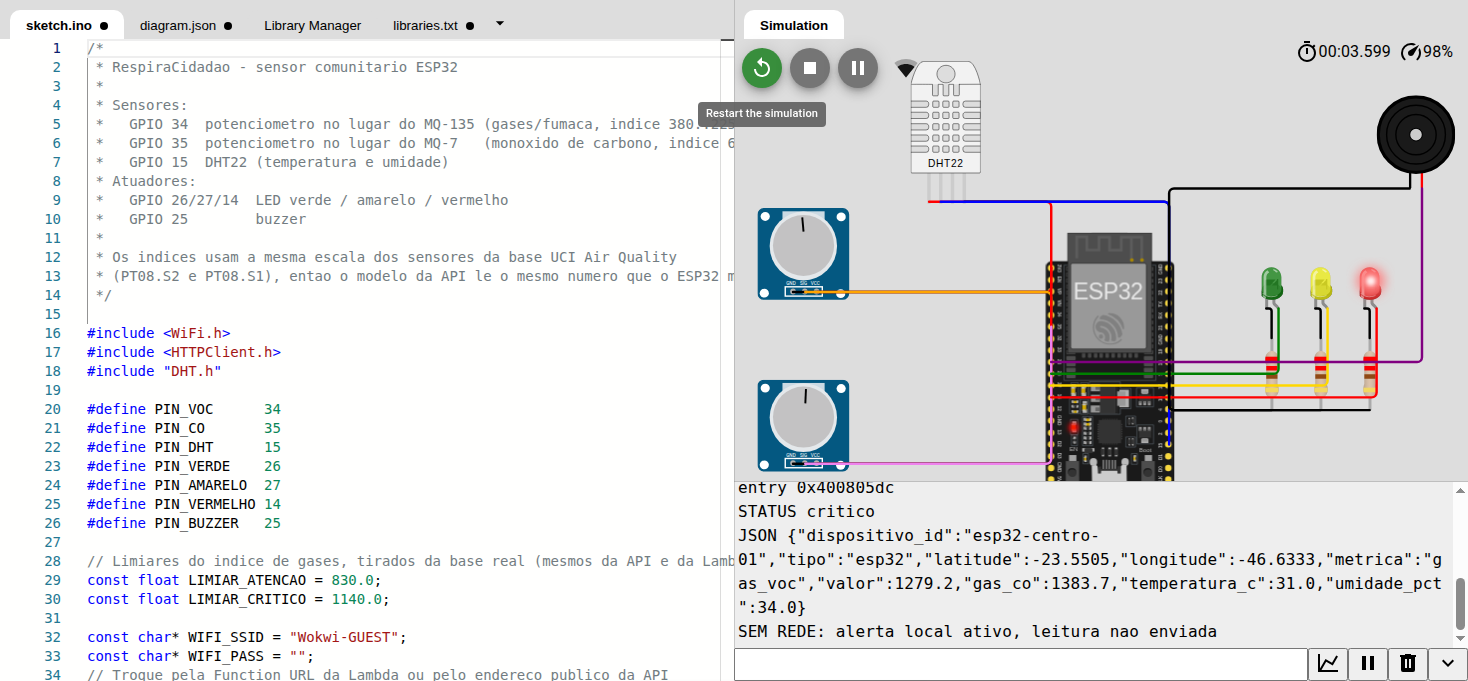 sketch.ino
diagram.json
Library Manager
libraries.txt
1 /*
2 * RespiraCidadao - sensor comunitario ESP32
3 *
4 * Sensores:
5 * GPIO 34 potenciometro no lugar do MQ-135 (gases/fumaca, indice
6 * GPIO 35 potenciometro no lugar do MQ-7 (monoxido de carbono, indice 6
7 * GPIO 15 DHT22 (temperatura e umidade)
8 * Atuadores:
9 * GPIO 26/27/14 LED verde / amarelo / vermelho
10 * GPIO 25 buzzer
11 *
12 * Os indices usam a mesma escala dos sensores da base UCI Air Quality
13 * (PT08.S2 e PT08.S1), entao o modelo da API le o mesmo numero que o ESP32 m
14 */
15
16 #include <WiFi.h>
17 #include <HTTPClient.h>
18 #include "DHT.h"
19
20 #define PIN_VOC 34
21 #define PIN_CO 35
22 #define PIN_DHT 15
23 #define PIN_VERDE 26
24 #define PIN_AMARELO 27
25 #define PIN_VERMELHO 14
26 #define PIN_BUZZER 25
27
28 // Limiares do indice de gases, tirados da base real (mesmos da API e da Lamb
29 const float LIMIAR_ATENCAO = 830.0;
30 const float LIMIAR_CRITICO = 1140.0;
31
32 const char* WIFI_SSID = "Wokwi-GUEST";
33 const char* WIFI_PASS = "";
34 // Troque pela Function URL da Lambda ou pelo endereco publico da API
Simulation
00:03.599 98%
Restart the simulation
DHT22
GND SIG VCC
ESP32
GND SIG VCC
EN
Boot
entry 0x400805dc
STATUS critico
JSON {"dispositivo_id":"esp32-centro-
01","tipo":"esp32","latitude":-23.5505,"longitude":-46.6333,"metrica":"g
as_voc","valor":1279.2,"gas_co":1383.7,"temperatura_c":31.0,"umidade_pct
":34.0}
SEM REDE: alerta local ativo, leitura nao enviada